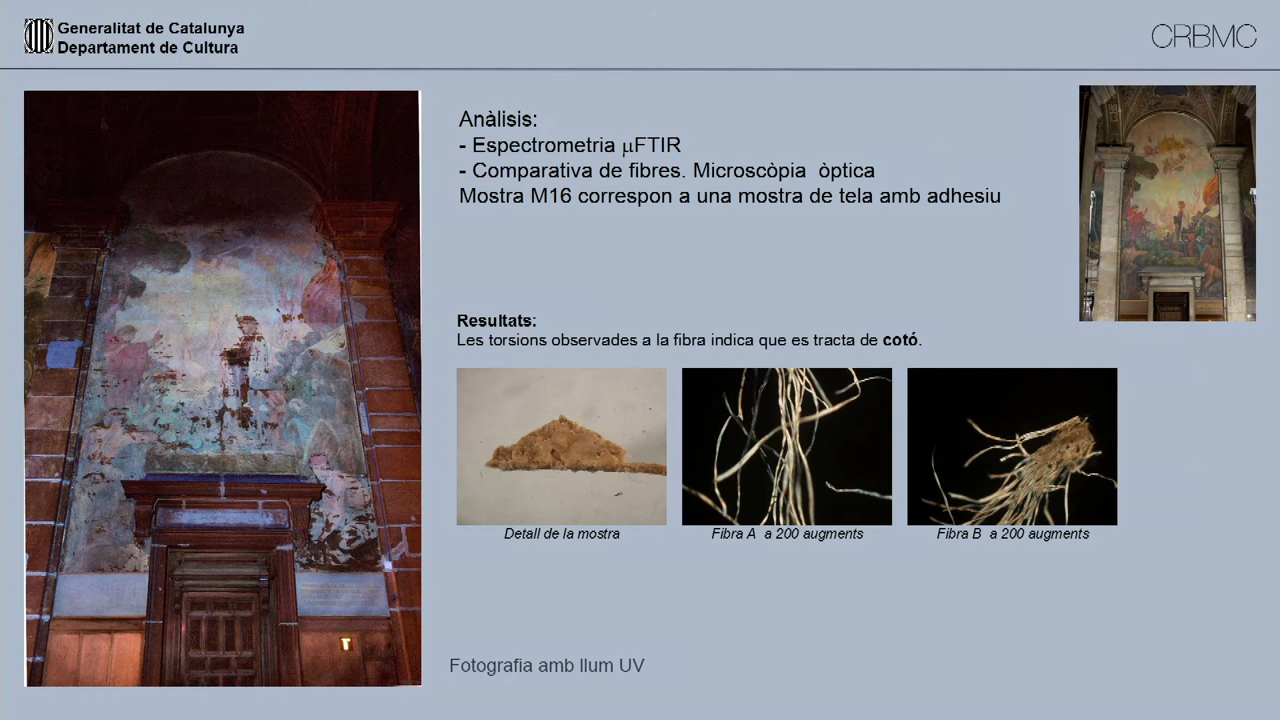 Generalitat de Catalunya
Departament de Cultura
CRBMC
Anàlisis:
- Espectrometria μFTIR
- Comparativa de fibres. Microscòpia òptica
Mostra M16 correspon a una mostra de tela amb adhesiu
Resultats:
Les torsions observades a la fibra indica que es tracta de cotó.
Detall de la mostra
Fibra A a 200 augments
Fibra B a 200 augments
Fotografia amb llum UV